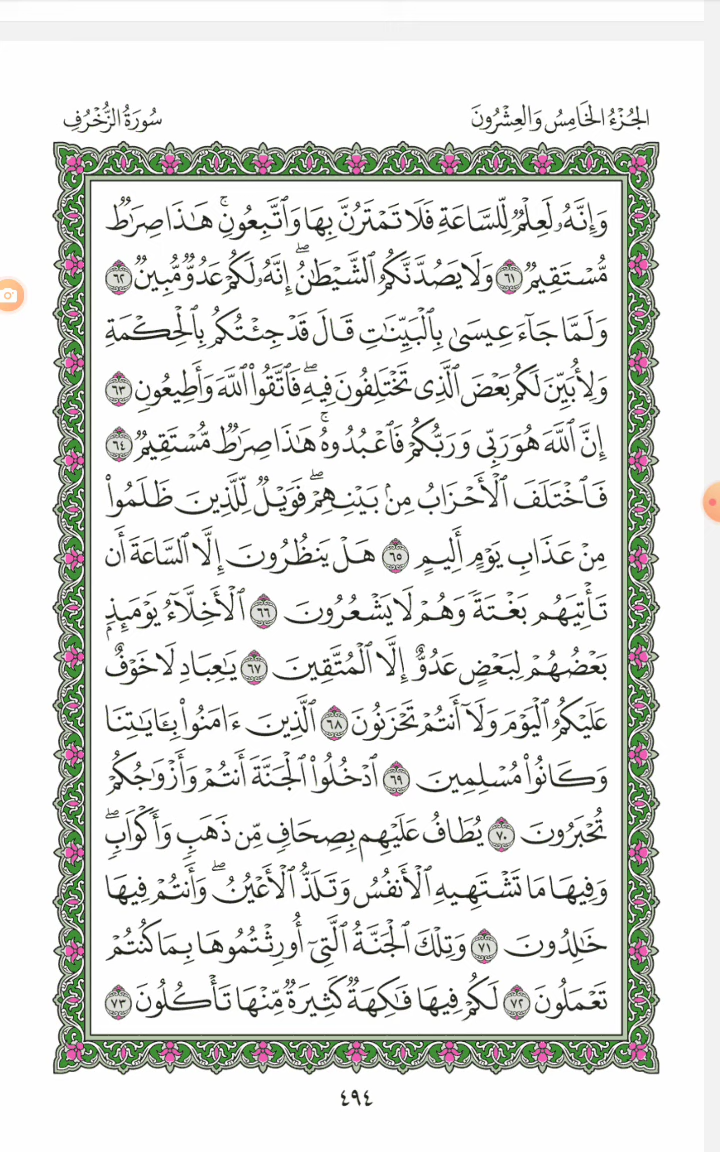 الجُزْءُ الخَامِسُ وَالعِشْرُونَ
سُورَةُ الزُّخْرُفِ
وَإِنَّهُۥ لَعِلْمٌ لِّلسَّاعَةِ فَلَا تَمْتَرُنَّ بِهَا وَٱتَّبِعُونِۚ هَٰذَا صِرَٰطٌ
مُّسْتَقِيمٌ ٦١ وَلَا يَصُدَّنَّكُمُ ٱلشَّيْطَٰنُۖ إِنَّهُۥ لَكُمْ عَدُوٌّ مُّبِينٌ ٦٢
وَلَمَّا جَآءَ عِيسَىٰ بِٱلْبَيِّنَٰتِ قَالَ قَدْ جِئْتُكُم بِٱلْحِكْمَةِ
وَلِأُبَيِّنَ لَكُم بَعْضَ ٱلَّذِى تَخْتَلِفُونَ فِيهِۖ فَٱتَّقُوا۟ ٱللَّهَ وَأَطِيعُونِ ٦٣
إِنَّ ٱللَّهَ هُوَ رَبِّى وَرَبُّكُمْ فَٱعْبُدُوهُۚ هَٰذَا صِرَٰطٌ مُّسْتَقِيمٌ ٦٤
فَٱخْتَلَفَ ٱلْأَحْزَابُ مِنۢ بَيْنِهِمْۖ فَوَيْلٌ لِّلَّذِينَ ظَلَمُوا۟
مِنْ عَذَابِ يَوْمٍ أَلِيمٍ ٦٥ هَلْ يَنظُرُونَ إِلَّا ٱلسَّاعَةَ أَن
تَأْتِيَهُم بَغْتَةً وَهُمْ لَا يَشْعُرُونَ ٦٦ ٱلْأَخِلَّآءُ يَوْمَئِذٍۭ
بَعْضُهُمْ لِبَعْضٍ عَدُوٌّ إِلَّا ٱلْمُتَّقِينَ ٦٧ يَٰعِبَادِ لَا خَوْفٌ
عَلَيْكُمُ ٱلْيَوْمَ وَلَآ أَنتُمْ تَحْزَنُونَ ٦٨ ٱلَّذِينَ ءَامَنُوا۟ بِـَٔايَٰتِنَا
وَكَانُوا۟ مُسْلِمِينَ ٦٩ ٱدْخُلُوا۟ ٱلْجَنَّةَ أَنتُمْ وَأَزْوَٰجُكُمْ
تُحْبَرُونَ ٧٠ يُطَافُ عَلَيْهِم بِصِحَافٍ مِّن ذَهَبٍ وَأَكْوَابٍۖ
وَفِيهَا مَا تَشْتَهِيهِ ٱلْأَنفُسُ وَتَلَذُّ ٱلْأَعْيُنُۖ وَأَنتُمْ فِيهَا
خَٰلِدُونَ ٧١ وَتِلْكَ ٱلْجَنَّةُ ٱلَّتِىٓ أُورِثْتُمُوهَا بِمَا كُنتُمْ
تَعْمَلُونَ ٧٢ لَكُمْ فِيهَا فَٰكِهَةٌ كَثِيرَةٌ مِّنْهَا تَأْكُلُونَ ٧٣
٤٩٤